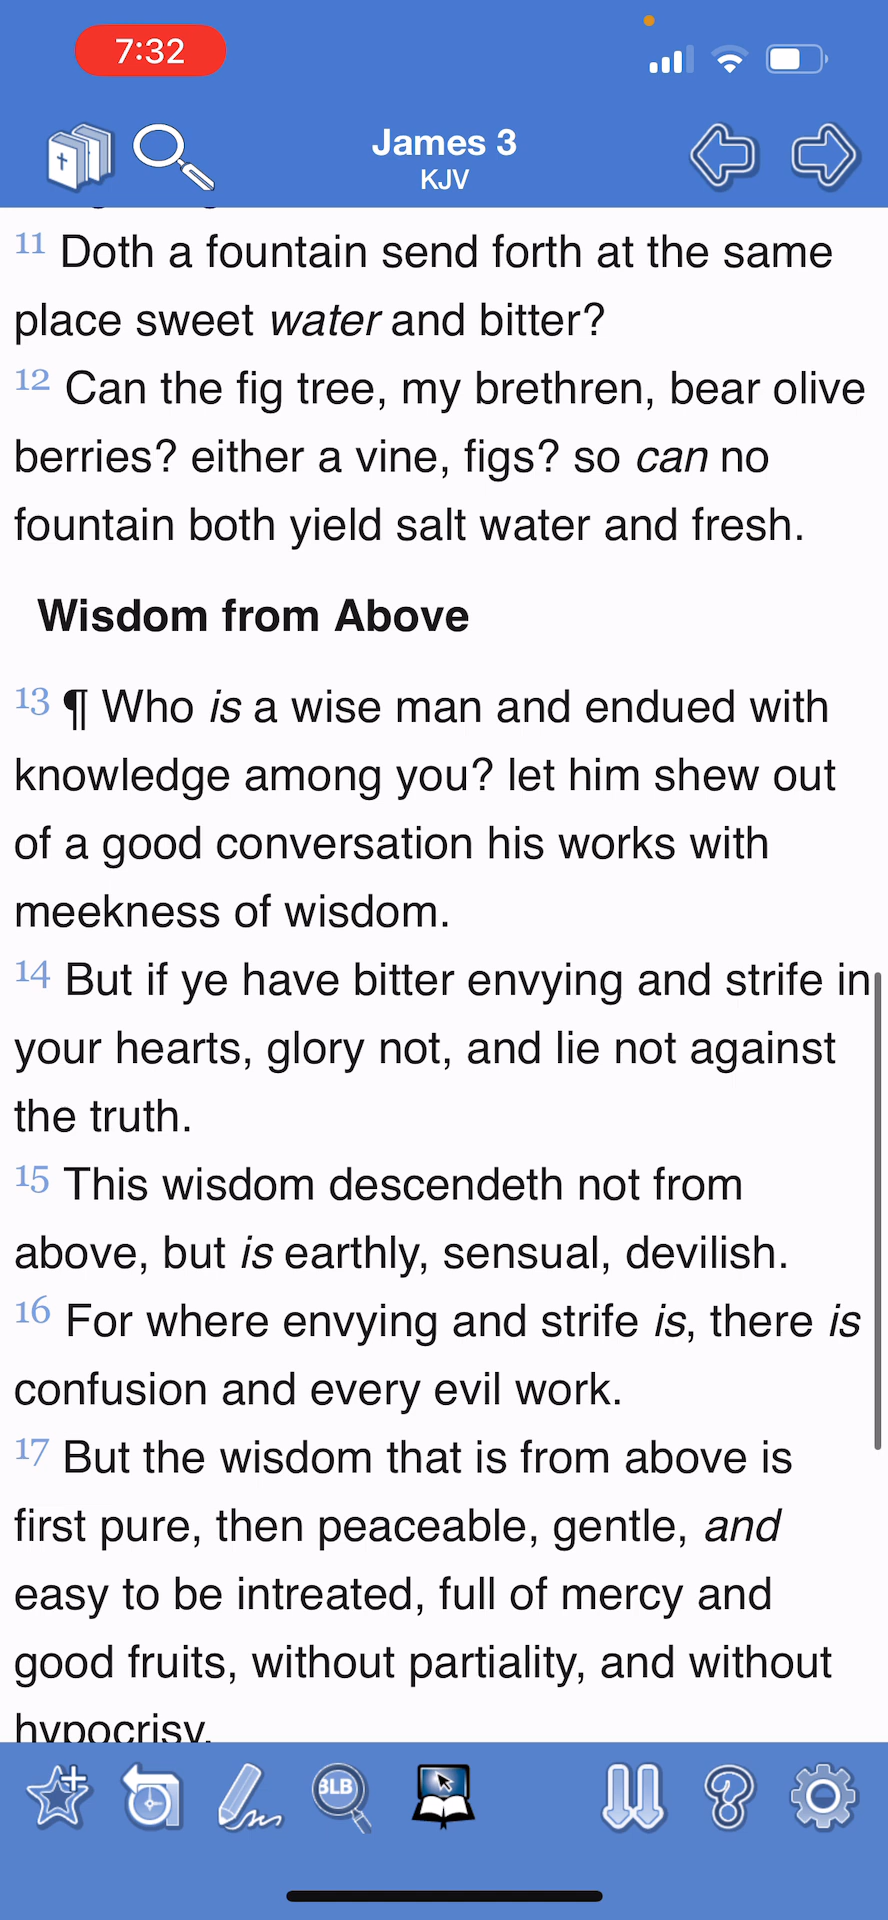 7:32
James 3
KJV
11 Doth a fountain send forth at the same
place sweet water and bitter?
12 Can the fig tree, my brethren, bear olive
berries? either a vine, figs? so can no
fountain both yield salt water and fresh.
Wisdom from Above
13 ¶ Who is a wise man and endued with
knowledge among you? let him shew out
of a good conversation his works with
meekness of wisdom.
14 But if ye have bitter envying and strife in
your hearts, glory not, and lie not against
the truth.
15 This wisdom descendeth not from
above, but is earthly, sensual, devilish.
16 For where envying and strife is, there is
confusion and every evil work.
17 But the wisdom that is from above is
first pure, then peaceable, gentle, and
easy to be intreated, full of mercy and
good fruits, without partiality, and without
hypocrisy.
BLB